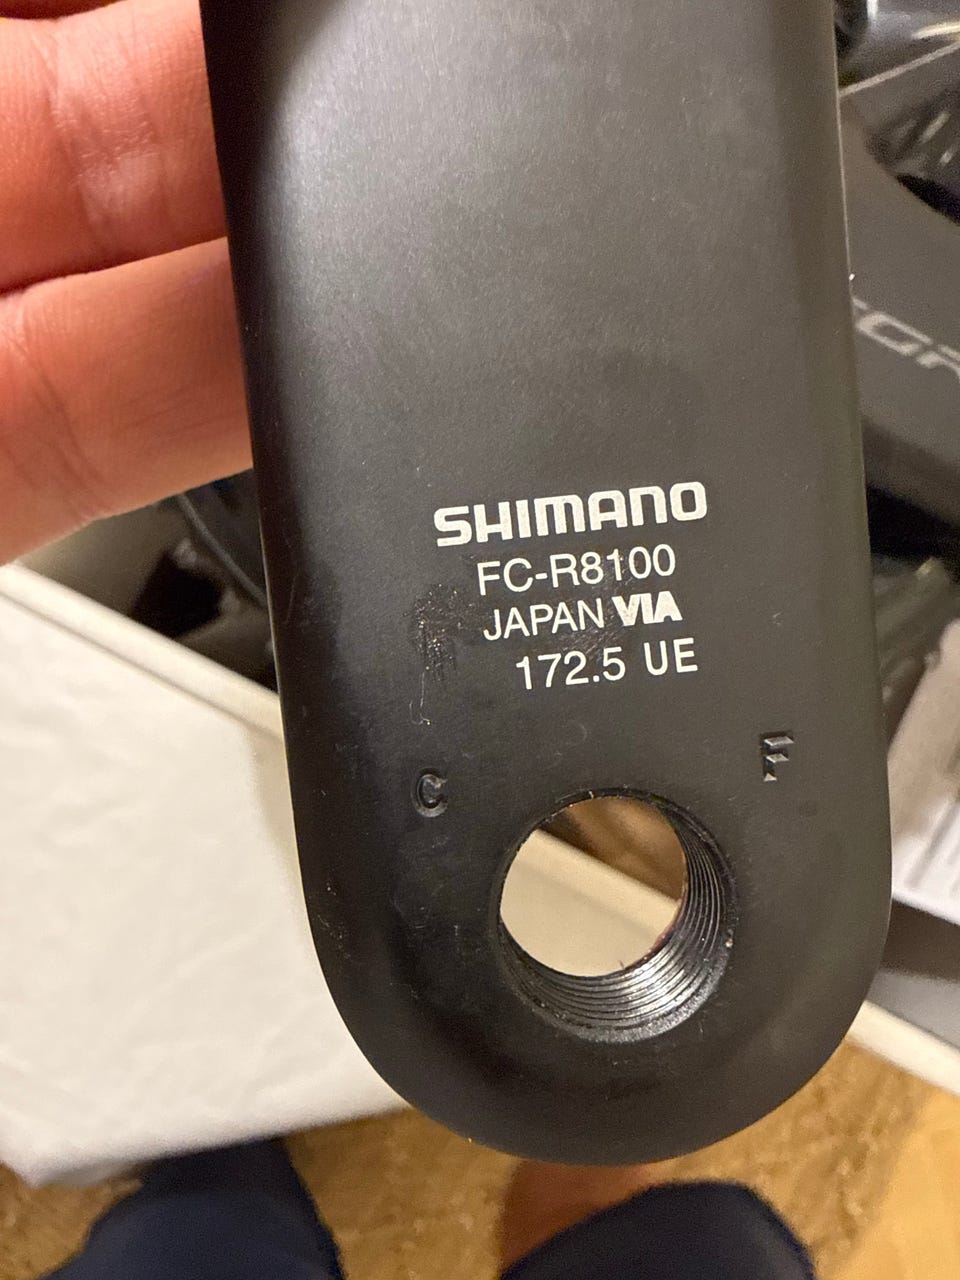 SHIMANO
FC-R8100
JAPAN VIA
172.5 UE
C
F